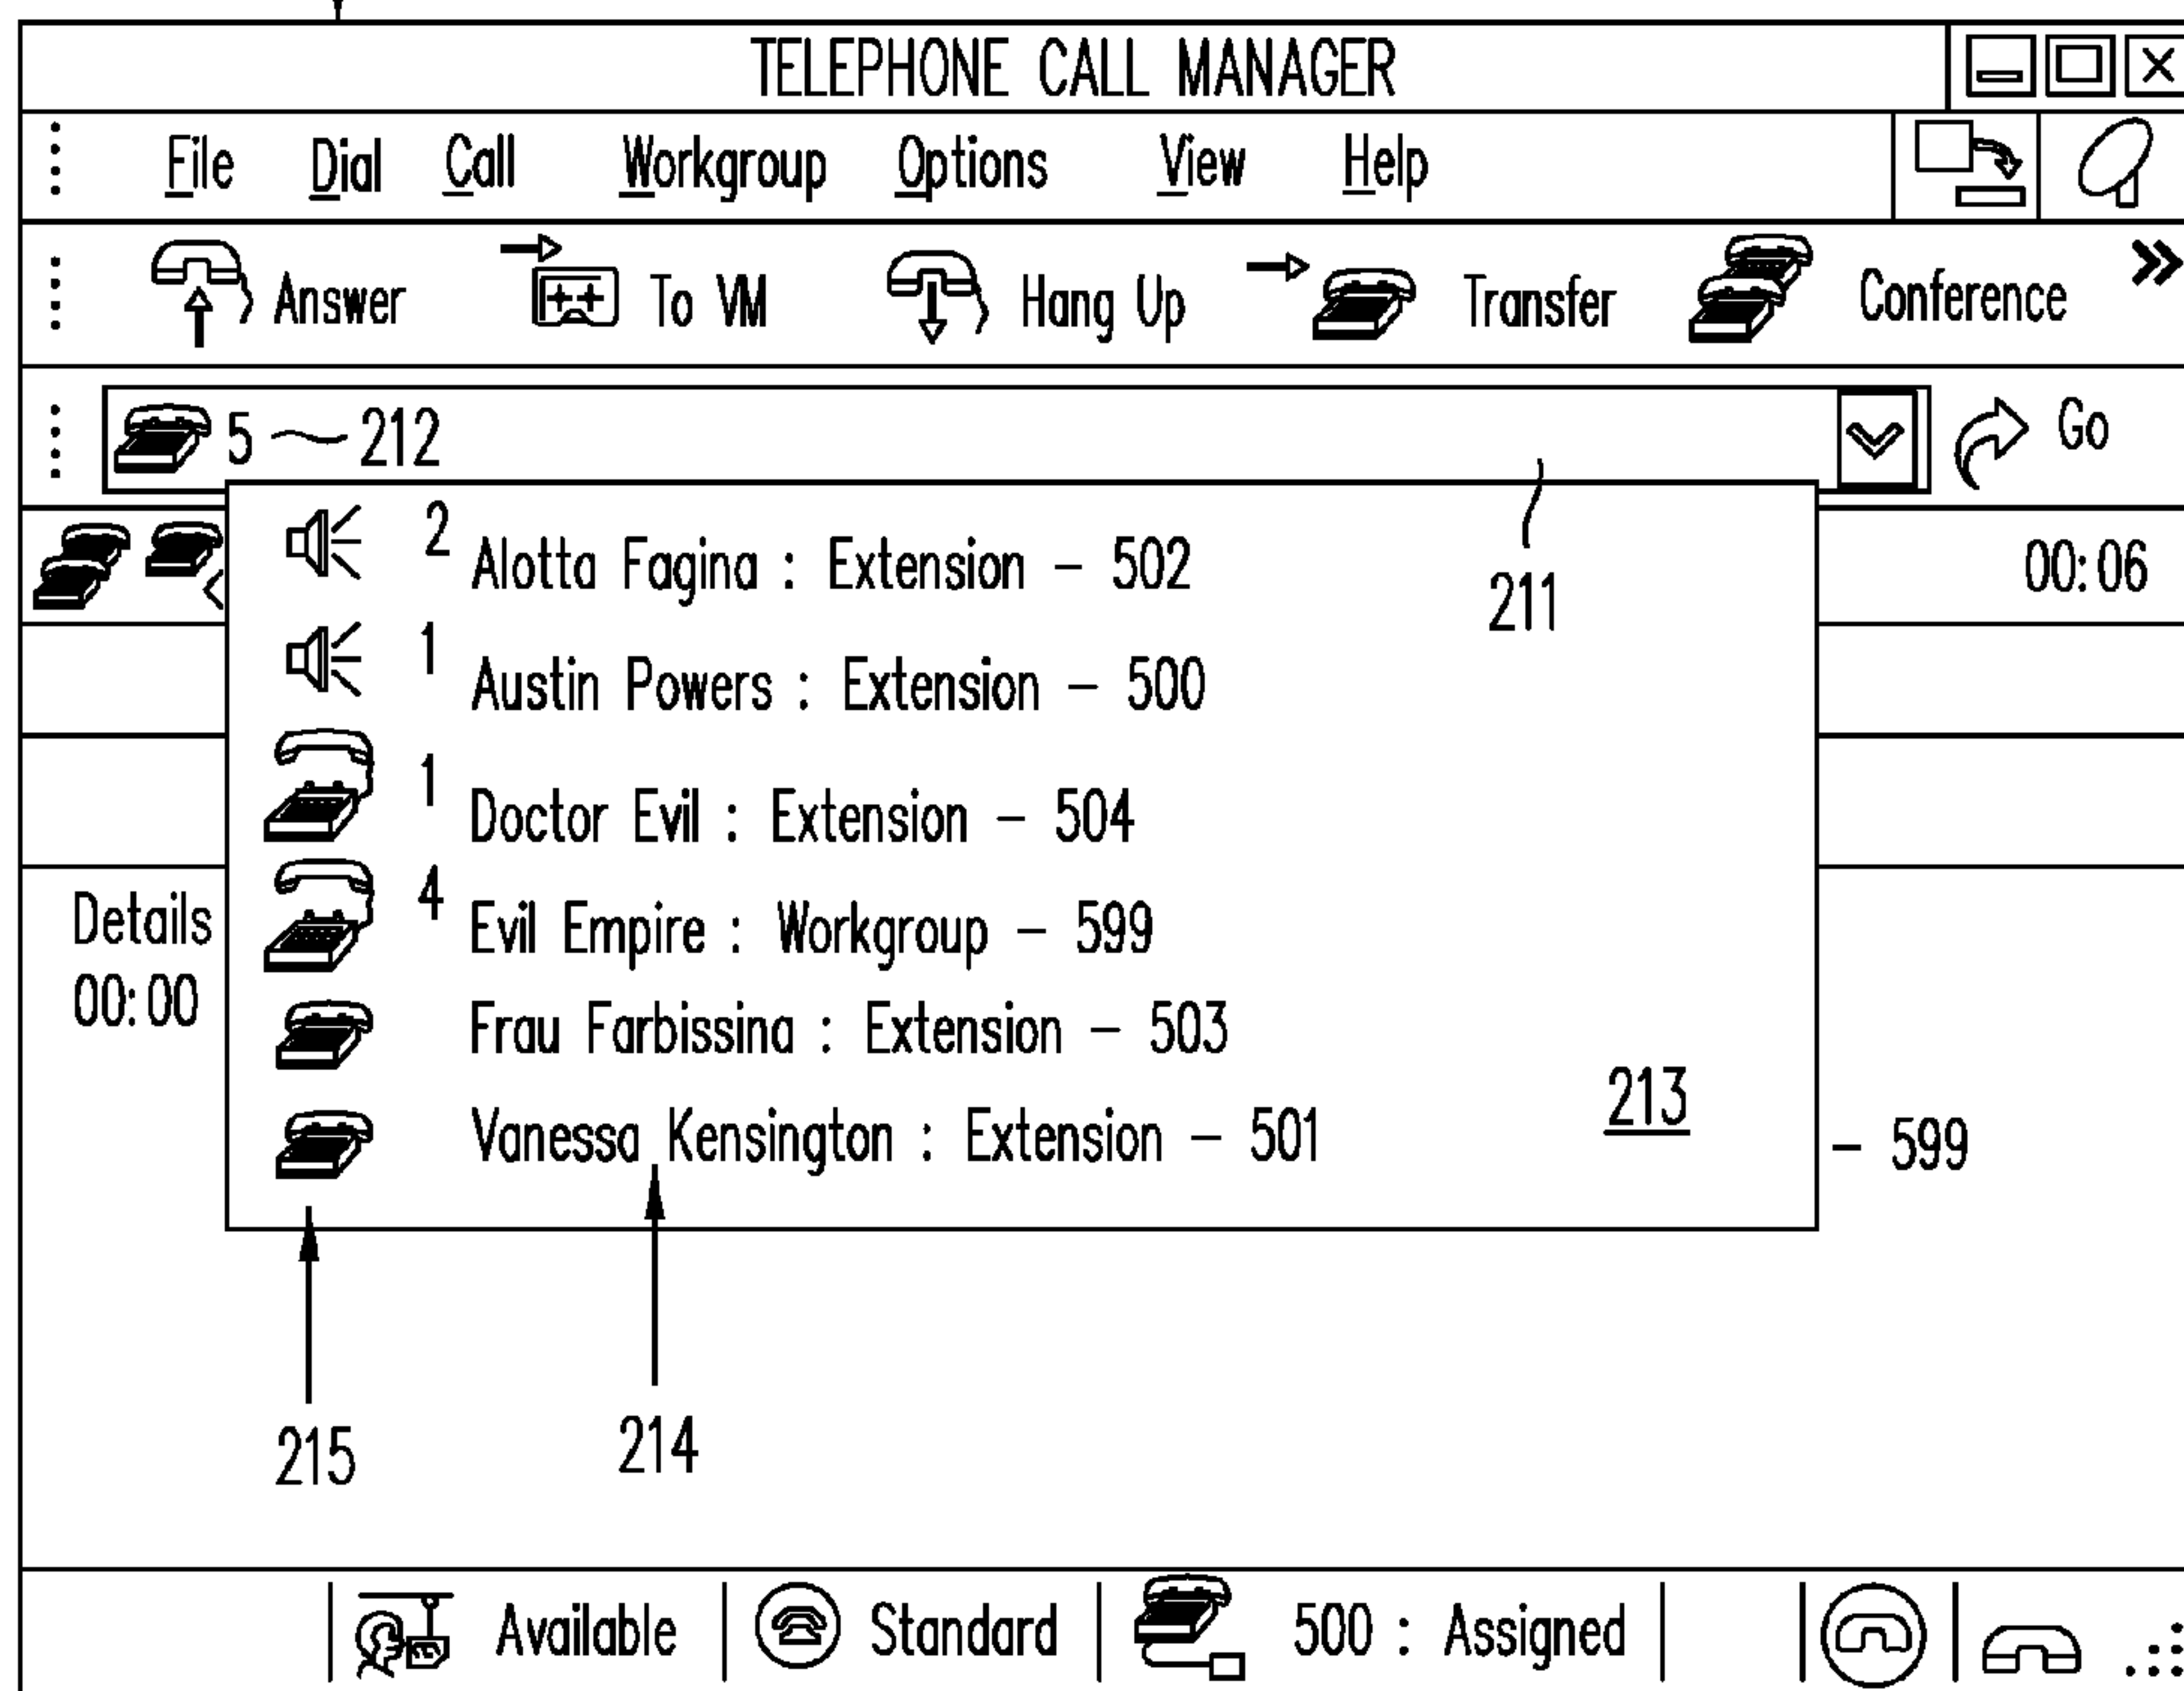 TELEPHONE CALL MANAGER
File Dial Call Workgroup Options View Help
Answer To VM Hang Up Transfer Conference
5 212 Go
2 Alotta Fagina : Extension – 502
211
00:06
1 Austin Powers : Extension – 500
1 Doctor Evil : Extension – 504
4 Evil Empire : Workgroup – 599
Details
00:00
Frau Farbissina : Extension – 503
213
Vanessa Kensington : Extension – 501
– 599
215 214
Available Standard 500 : Assigned